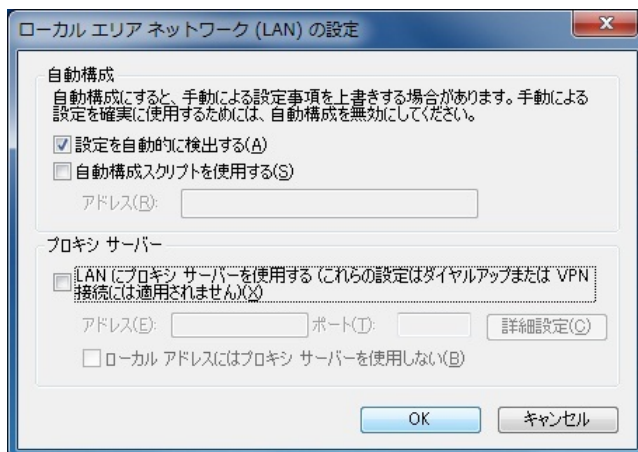 ローカル エリア ネットワーク (LAN) の設定
自動構成
自動構成にすると、手動による設定事項を上書きする場合があります。手動による
設定を確実に使用するためには、自動構成を無効にしてください。
設定を自動的に検出する(A)
自動構成スクリプトを使用する(S)
アドレス(R):
プロキシ サーバー
LAN にプロキシ サーバーを使用する (これらの設定はダイヤルアップまたは VPN
接続には適用されません)(X)
アドレス(E): ポート(T): 詳細設定(C)
ローカル アドレスにはプロキシ サーバーを使用しない(B)
OK キャンセル